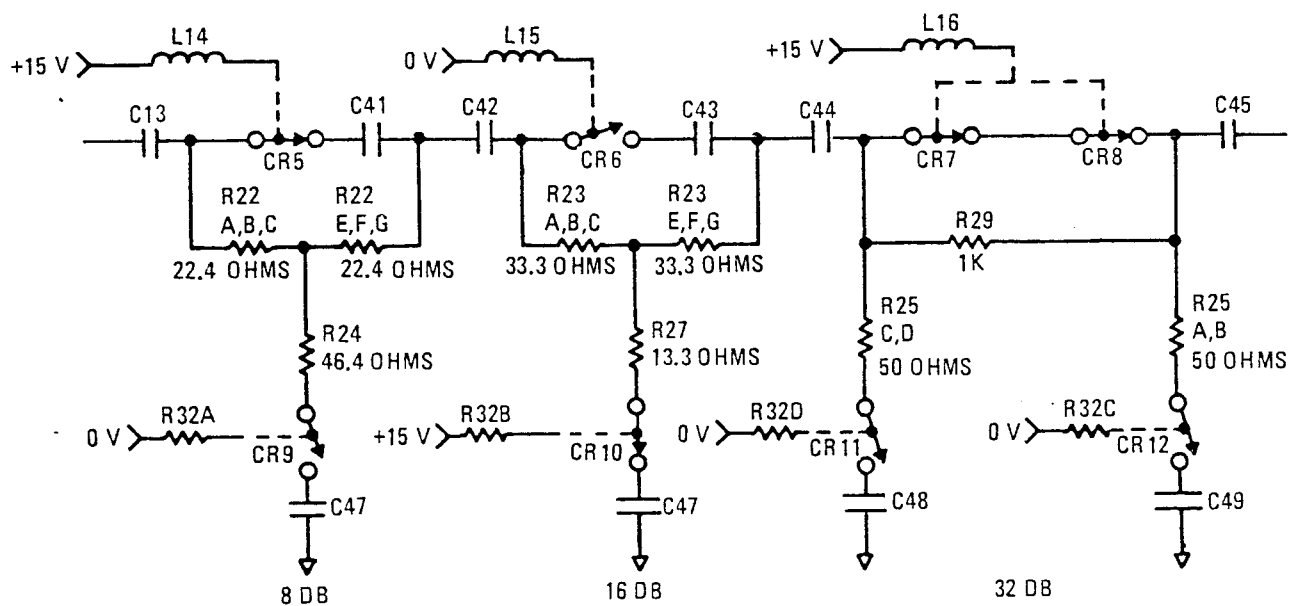 L14
+15 V
L15
0 V
L16
+15 V
C13
CR5
C41
C42
CR6
C43
C44
CR7
CR8
C45
R22
A,B,C
22.4 OHMS
R22
E,F,G
22.4 OHMS
R23
A,B,C
33.3 OHMS
R23
E,F,G
33.3 OHMS
R29
1K
R24
46.4 OHMS
R27
13.3 OHMS
R25
C,D
50 OHMS
R25
A,B
50 OHMS
0 V
R32A
CR9
+15 V
R32B
CR10
0 V
R32D
CR11
0 V
R32C
CR12
C47
C47
C48
C49
8 DB
16 DB
32 DB